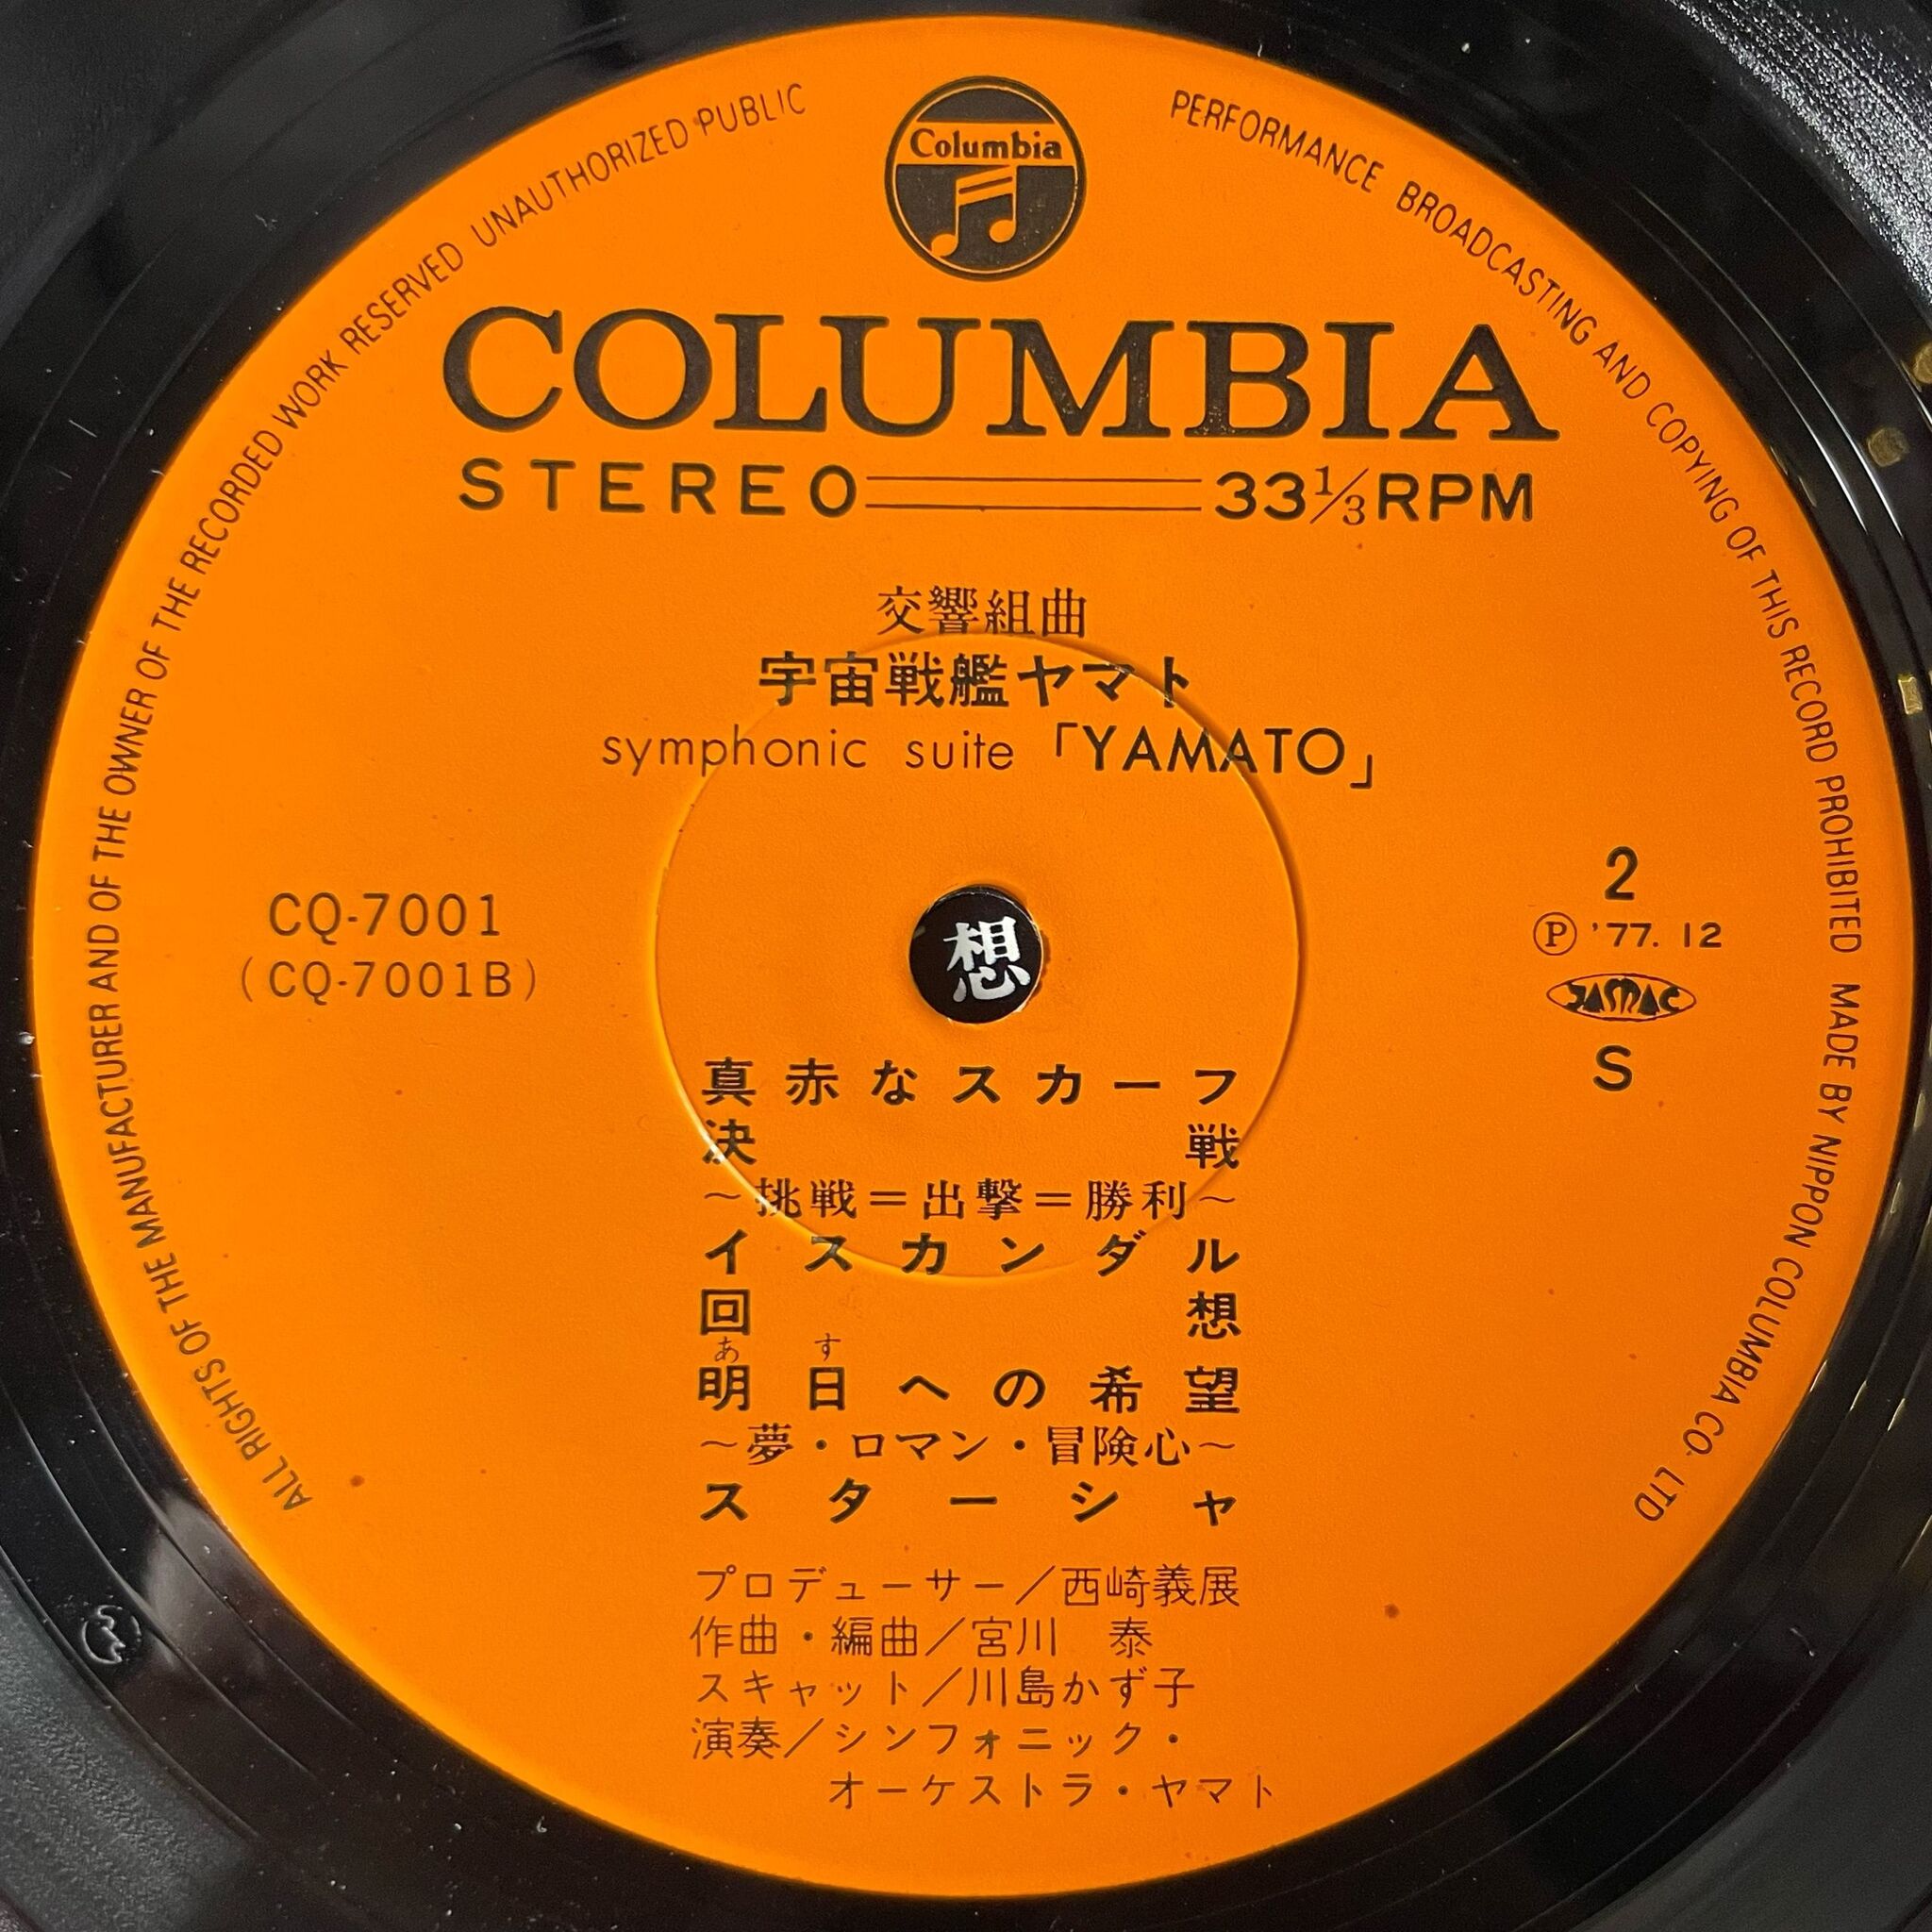 Columbia
COLUMBIA
STEREO 33⅓RPM
交響組曲
宇宙戦艦ヤマト
symphonic suite「YAMATO」
CQ-7001
(CQ-7001B)
2
Ⓟ '77. 12
JASRAC
S
想
真赤なスカーフ
決戦
～挑戦＝出撃＝勝利～
イスカンダル
回想
あす
明日への希望
～夢・ロマン・冒険心～
スターシャ
プロデューサー／西崎義展
作曲・編曲／宮川 泰
スキャット／川島かず子
演奏／シンフォニック・
オーケストラ・ヤマト
ALL RIGHTS OF THE MANUFACTURER AND OF THE OWNER OF THE RECORDED WORK RESERVED UNAUTHORIZED PUBLIC PERFORMANCE BROADCASTING AND COPYING OF THIS RECORD PROHIBITED MADE BY NIPPON COLUMBIA CO. LTD